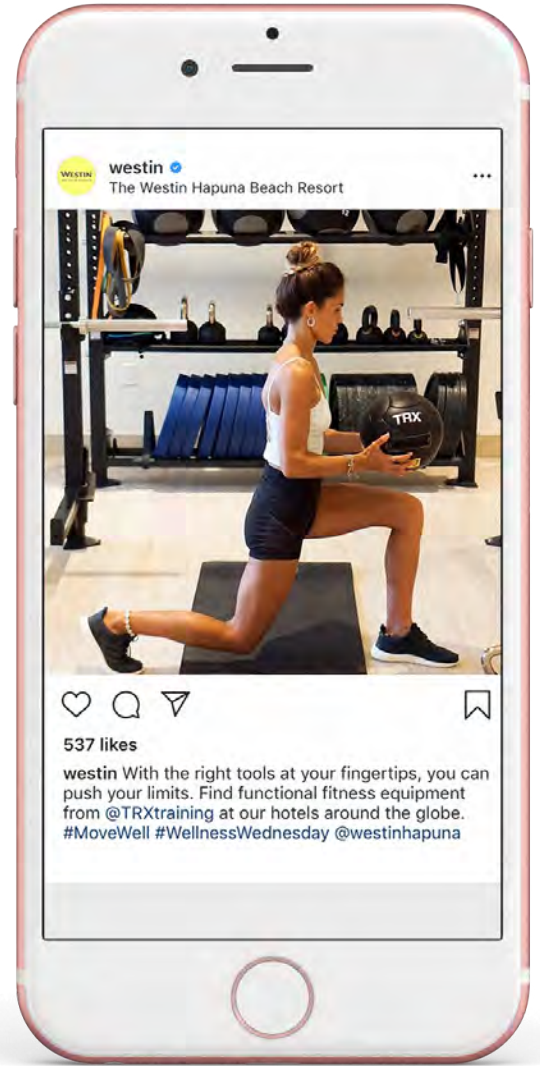 WESTIN
westin
The Westin Hapuna Beach Resort
TRX
537 likes
westin With the right tools at your fingertips, you can
push your limits. Find functional fitness equipment
from @TRXtraining at our hotels around the globe.
#MoveWell #WellnessWednesday @westinhapuna